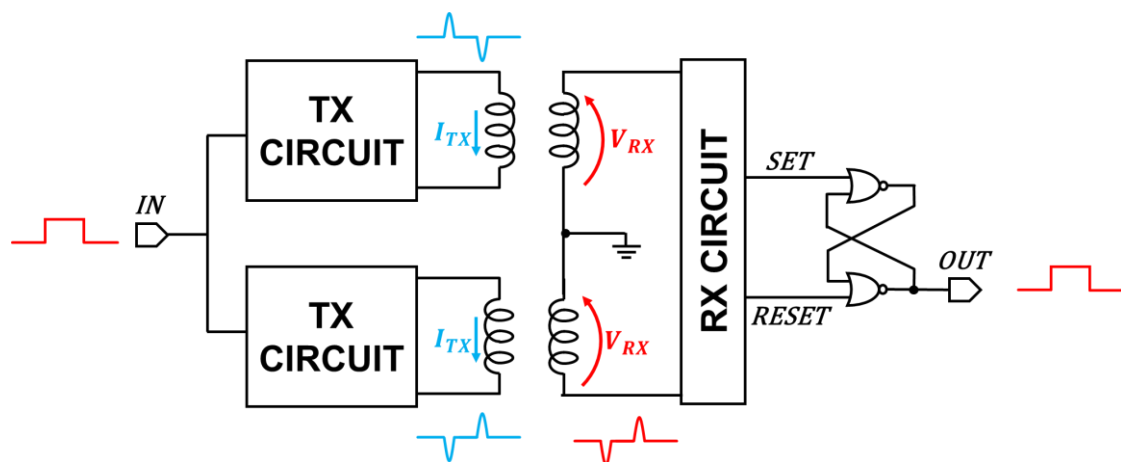 TX
CIRCUIT
I_TX
V_RX
IN
RX CIRCUIT
SET
OUT
RESET
TX
CIRCUIT
I_TX
V_RX